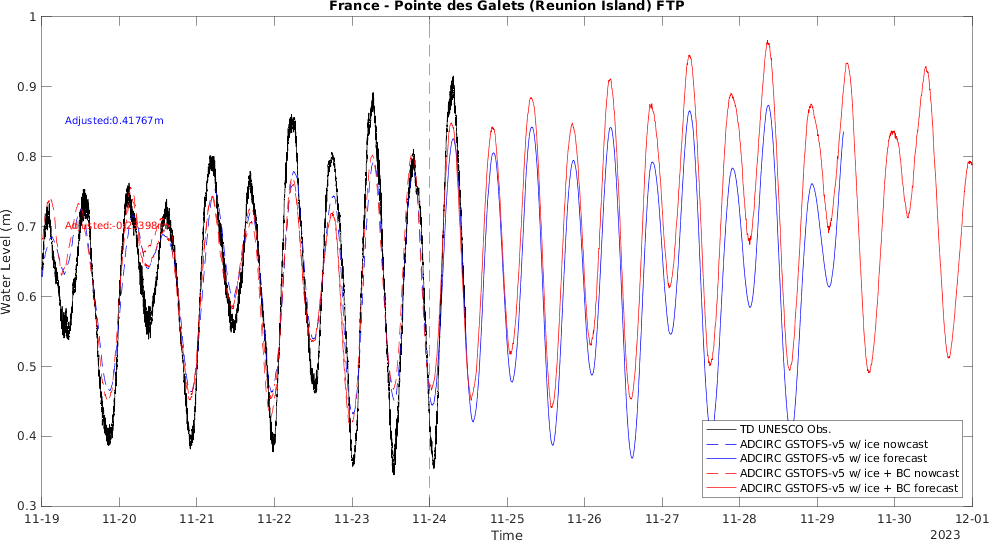 France - Pointe des Galets (Reunion Island) FTP
1
0.9
0.8
0.7
0.6
0.5
0.4
0.3
Water Level (m)
Adjusted:0.41767m
TD UNESCO Obs.
ADCIRC GSTOFS-v5 w/ ice nowcast
ADCIRC GSTOFS-v5 w/ ice forecast
ADCIRC GSTOFS-v5 w/ ice + BC nowcast
ADCIRC GSTOFS-v5 w/ ice + BC forecast
11-19 11-20 11-21 11-22 11-23 11-24 11-25 11-26 11-27 11-28 11-29 11-30 12-01
Time
2023